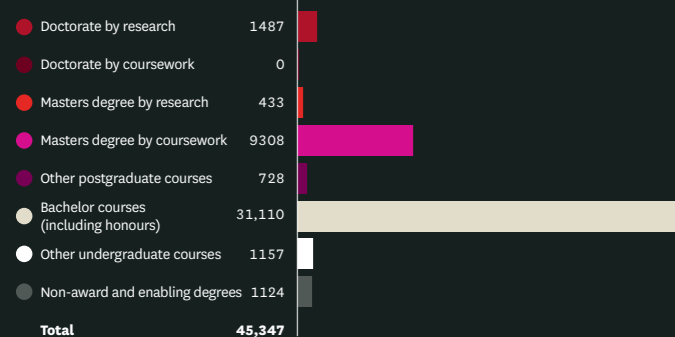 Doctorate by research 1487
Doctorate by coursework 0
Masters degree by research 433
Masters degree by coursework 9308
Other postgraduate courses 728
Bachelor courses
(including honours) 31,110
Other undergraduate courses 1157
Non-award and enabling degrees 1124
Total 45,347